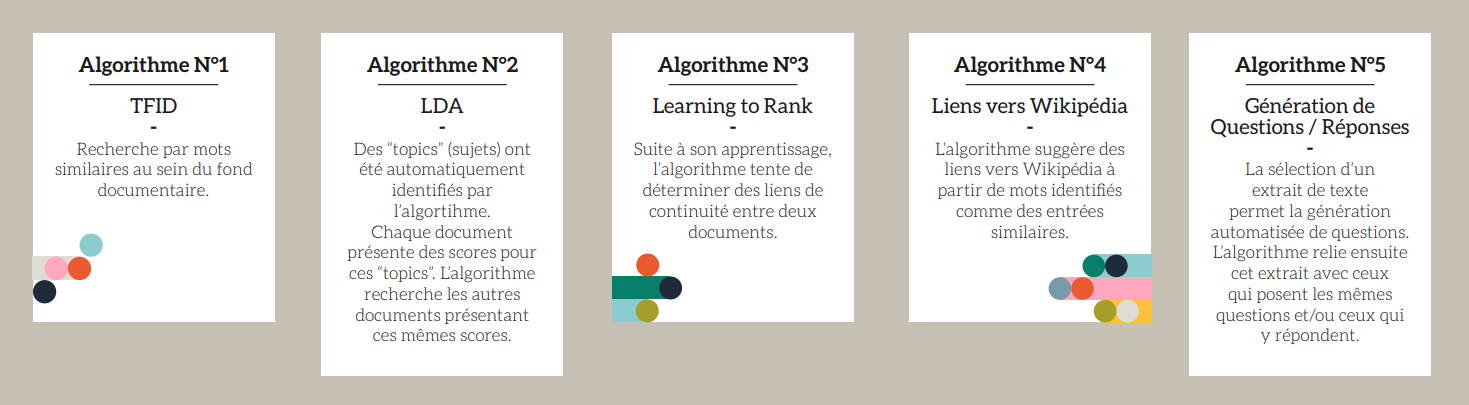 Algorithme N°1
TFID
-
Recherche par mots
similaires au sein du fond
documentaire.
Algorithme N°2
LDA
-
Des “topics” (sujets) ont
été automatiquement
identifiés par
l’algortihme.
Chaque document
présente des scores pour
ces “topics”. L’algorithme
recherche les autres
documents présentant
ces mêmes scores.
Algorithme N°3
Learning to Rank
-
Suite à son apprentissage,
l’algorithme tente de
déterminer des liens de
continuité entre deux
documents.
Algorithme N°4
Liens vers Wikipédia
-
L’algorithme suggère des
liens vers Wikipédia à
partir de mots identifiés
comme des entrées
similaires.
Algorithme N°5
Génération de
Questions / Réponses
-
La sélection d’un
extrait de texte
permet la génération
automatisée de questions.
L’algorithme relie ensuite
cet extrait avec ceux
qui posent les mêmes
questions et/ou ceux qui
y répondent.